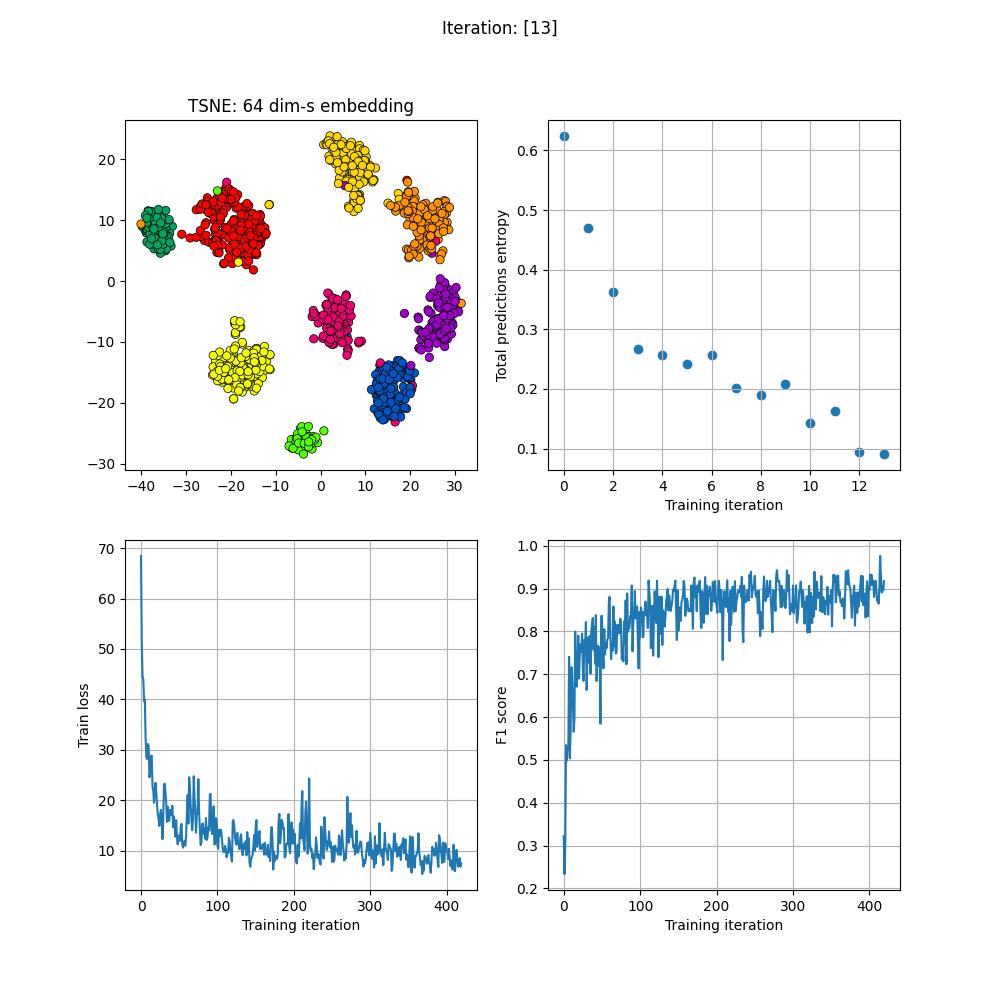 Iteration: [13]
TSNE: 64 dim-s embedding
20
10
0
−10
−20
−30
−40 −30 −20 −10 0 10 20 30
Total predictions entropy
0.6
0.5
0.4
0.3
0.2
0.1
0 2 4 6 8 10 12
Training iteration
Train loss
70
60
50
40
30
20
10
0 100 200 300 400
Training iteration
F1 score
1.0
0.9
0.8
0.7
0.6
0.5
0.4
0.3
0.2
0 100 200 300 400
Training iteration